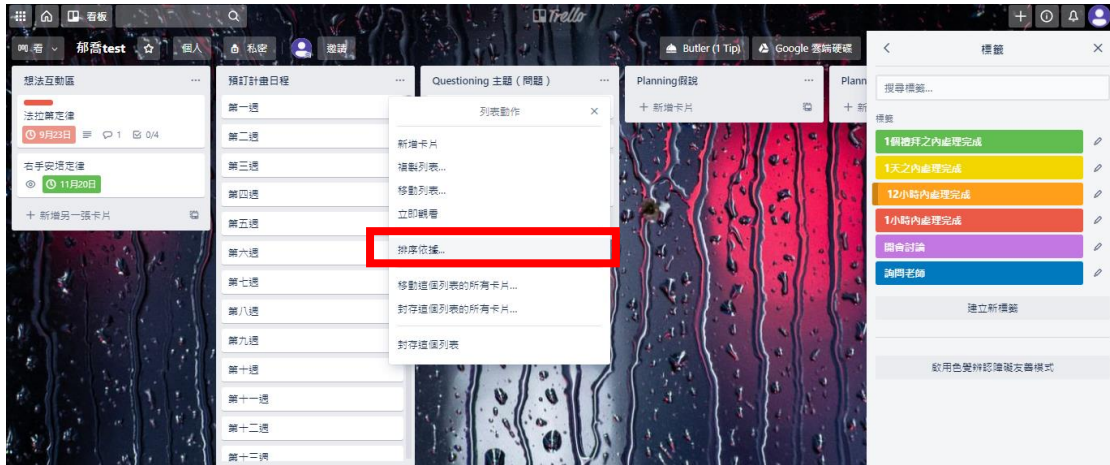 看板
Trello
看
郁喬test
個人
私密
邀請
Butler (1 Tip)
Google 雲端硬碟
想法互動區
法拉第定律
9月23日
1
0/4
右手安培定律
11月20日
+ 新增另一張卡片
預訂計畫日程
第一週
第二週
第三週
第四週
第五週
第六週
第七週
第八週
第九週
第十週
第十一週
第十二週
第十三週
Questioning 主題（問題）
列表動作
新增卡片
複製列表...
移動列表...
立即觀看
排序依據...
移動這個列表的所有卡片...
封存這個列表的所有卡片...
封存這個列表
Planning假說
+ 新增卡片
Plann
+ 新
標籤
搜尋標籤...
標籤
1個禮拜之內處理完成
1天之內處理完成
12小時內處理完成
1小時內處理完成
開會討論
詢問老師
建立新標籤
啟用色覺辨認障礙友善模式